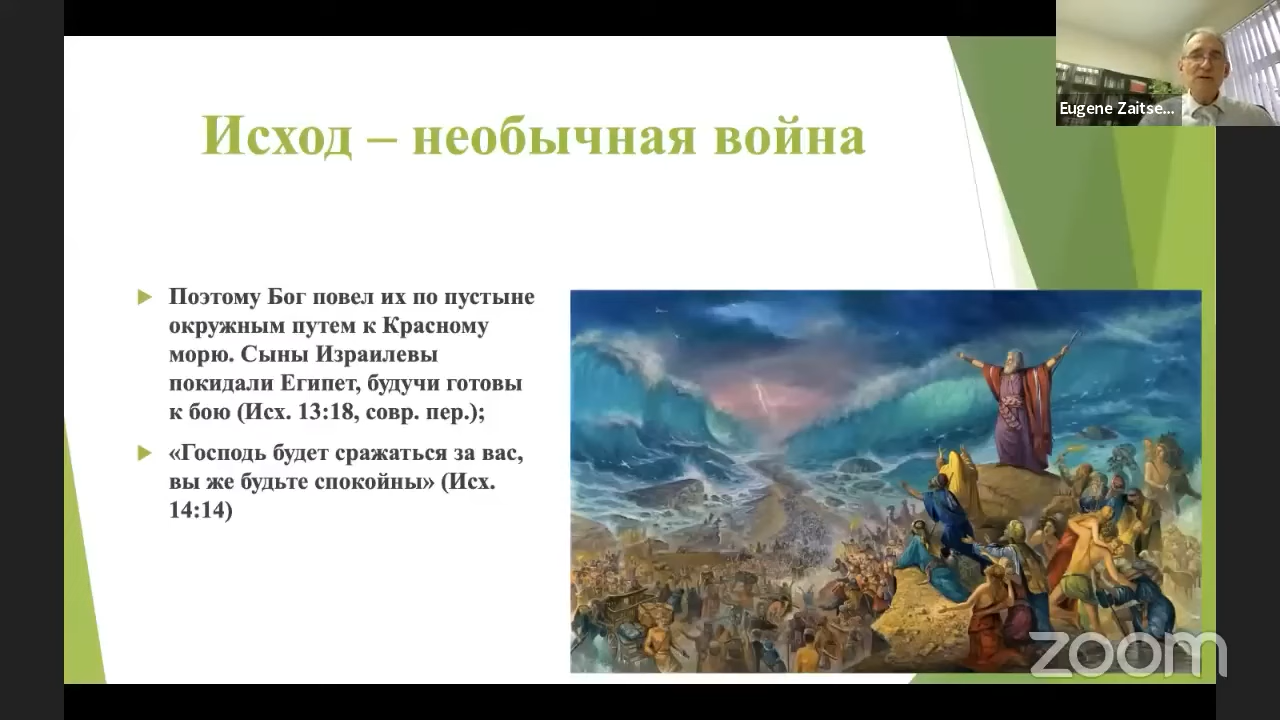 Исход – необычная война
Eugene Zaitse...
Поэтому Бог повел их по пустыне
окружным путем к Красному
морю. Сыны Израилевы
покидали Египет, будучи готовы
к бою (Исх. 13:18, совр. пер.);
«Господь будет сражаться за вас,
вы же будьте спокойны» (Исх.
14:14)
zoom